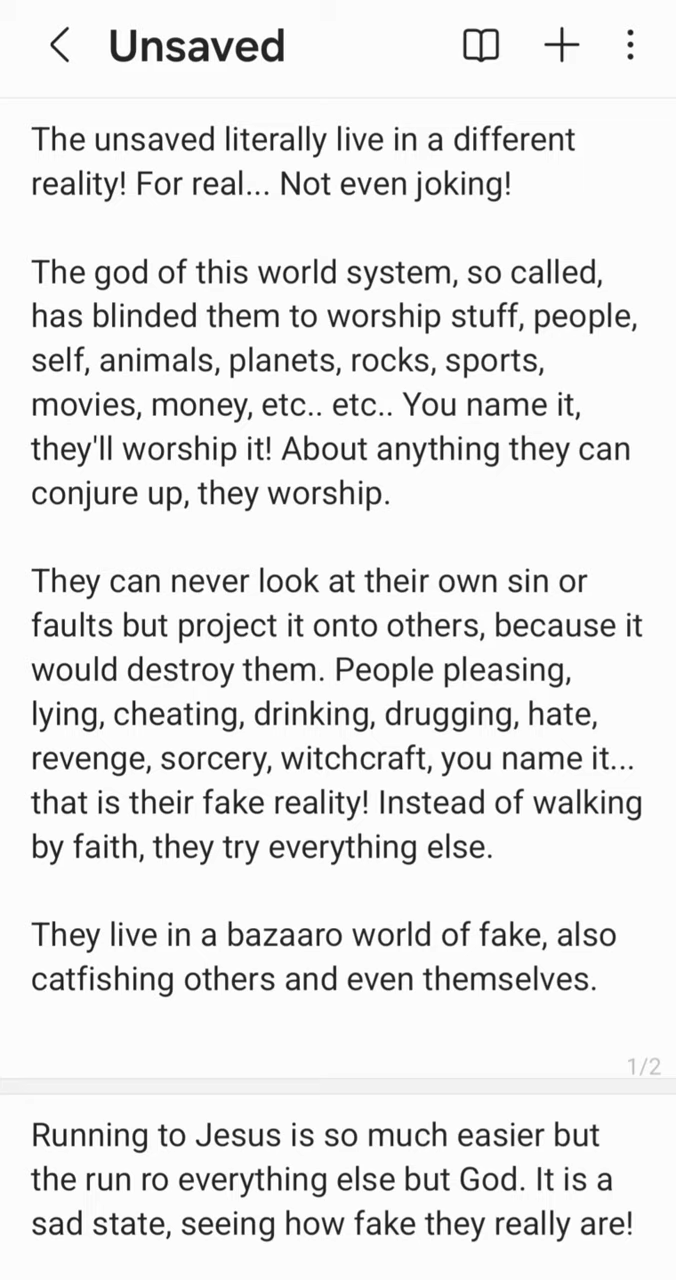 Unsaved
The unsaved literally live in a different
reality! For real... Not even joking!
The god of this world system, so called,
has blinded them to worship stuff, people,
self, animals, planets, rocks, sports,
movies, money, etc.. etc.. You name it,
they'll worship it! About anything they can
conjure up, they worship.
They can never look at their own sin or
faults but project it onto others, because it
would destroy them. People pleasing,
lying, cheating, drinking, drugging, hate,
revenge, sorcery, witchcraft, you name it...
that is their fake reality! Instead of walking
by faith, they try everything else.
They live in a bazaaro world of fake, also
catfishing others and even themselves.
1/2
Running to Jesus is so much easier but
the run ro everything else but God. It is a
sad state, seeing how fake they really are!